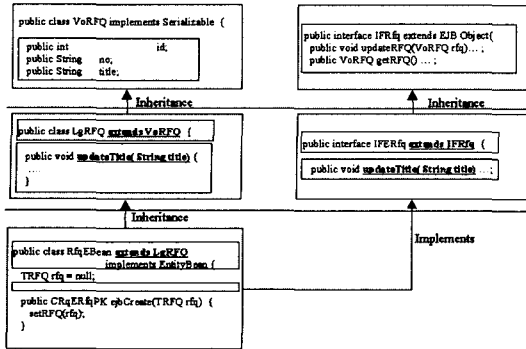 public class VoRFQ implements Serializable {
public int id;
public String no;
public String title;
public interface IFRfq extends EJB Object{
public void updateRFQ(VoRFQ rfq)... ;
public VoRFQ getRFQ() ... ;
Inheritance
Inheritance
public class LgRFQ extends VoRFQ {
public void updateTitle( String title) {
....
}
public interface IFERfq extends IFRfq {
public void updateTitle( String title) ...;
Inheritance
Implements
public class RfqEBean extends LgRFQ
implements EntityBean {
TRFQ rfq = null;
public CRqERfqPK ejbCreate(TRFQ rfq) {
setRFQ(rfq);
}